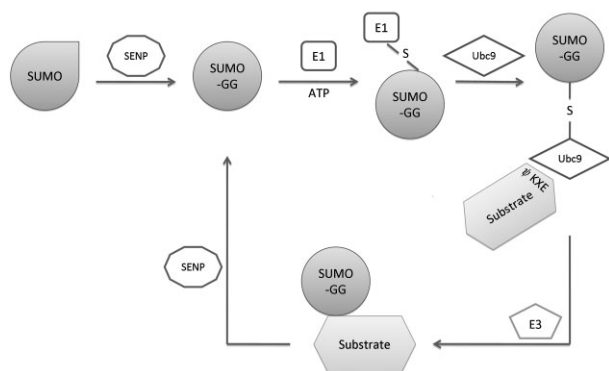 SUMO
SENP
SUMO
-GG
E1
ATP
E1
S
SUMO
-GG
Ubc9
SUMO
-GG
S
Ubc9
ψ KXE
Substrate
E3
SUMO
-GG
Substrate
SENP